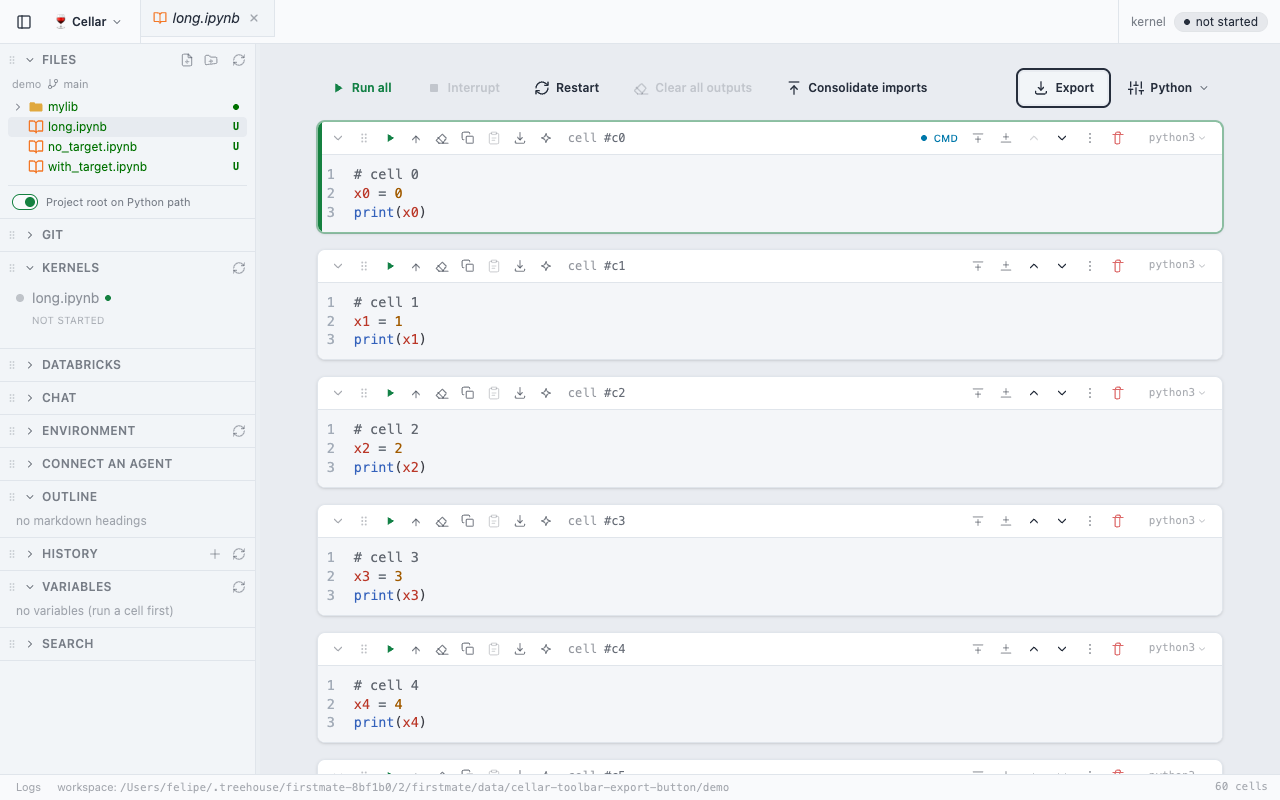 Cellar
long.ipynb
kernel
not started
FILES
demo main
mylib
long.ipynb U
no_target.ipynb U
with_target.ipynb U
Project root on Python path
GIT
KERNELS
long.ipynb
NOT STARTED
DATABRICKS
CHAT
ENVIRONMENT
CONNECT AN AGENT
OUTLINE
no markdown headings
HISTORY
VARIABLES
no variables (run a cell first)
SEARCH
Run all Interrupt Restart Clear all outputs Consolidate imports Export Python
cell #c0 CMD python3
1 # cell 0
2 x0 = 0
3 print(x0)
cell #c1 python3
1 # cell 1
2 x1 = 1
3 print(x1)
cell #c2 python3
1 # cell 2
2 x2 = 2
3 print(x2)
cell #c3 python3
1 # cell 3
2 x3 = 3
3 print(x3)
cell #c4 python3
1 # cell 4
2 x4 = 4
3 print(x4)
Logs workspace: /Users/felipe/.treehouse/firstmate-8bf1b0/2/firstmate/data/cellar-toolbar-export-button/demo 60 cells